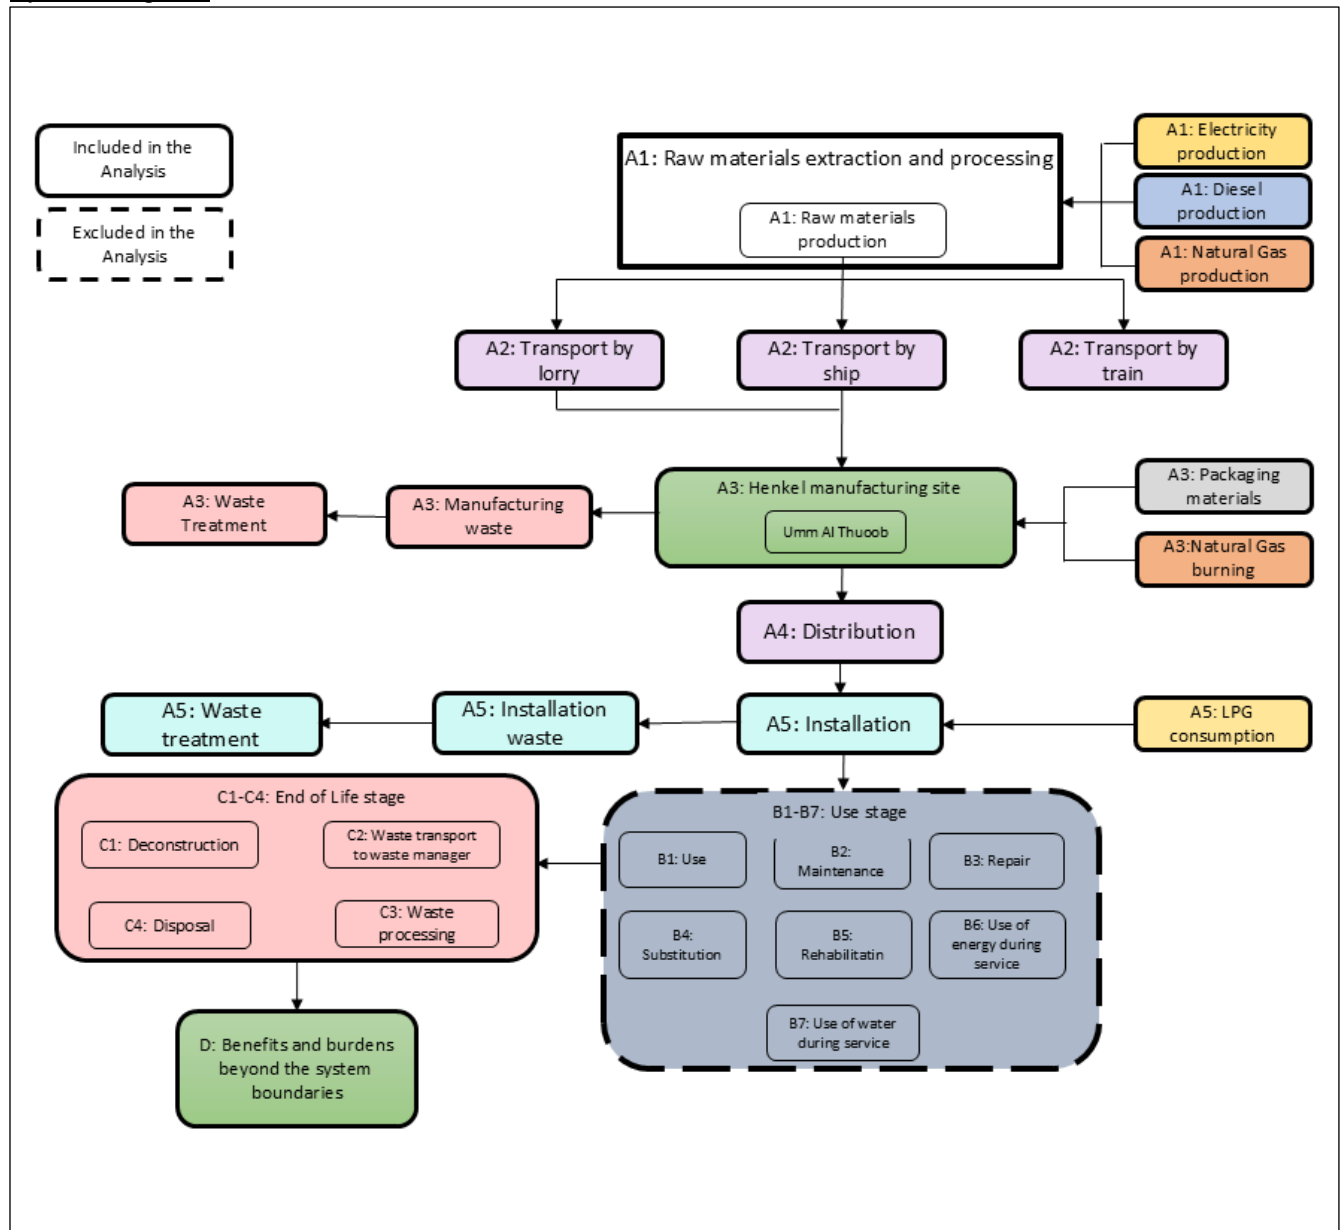 Included in the
Analysis
Excluded in the
Analysis
A1: Raw materials extraction and processing
A1: Raw materials
production
A1: Electricity
production
A1: Diesel
production
A1: Natural Gas
production
A2: Transport by
lorry
A2: Transport by
ship
A2: Transport by
train
A3: Waste
Treatment
A3: Manufacturing
waste
A3: Henkel manufacturing site
Umm Al Thuoob
A3: Packaging
materials
A3:Natural Gas
burning
A4: Distribution
A5: Waste
treatment
A5: Installation
waste
A5: Installation
A5: LPG
consumption
C1-C4: End of Life stage
C1: Deconstruction
C2: Waste transport
to waste manager
C4: Disposal
C3: Waste
processing
B1-B7: Use stage
B1: Use
B2:
Maintenance
B3: Repair
B4:
Substitution
B5:
Rehabilitatin
B6: Use of
energy during
service
B7: Use of water
during service
D: Benefits and burdens
beyond the system
boundaries